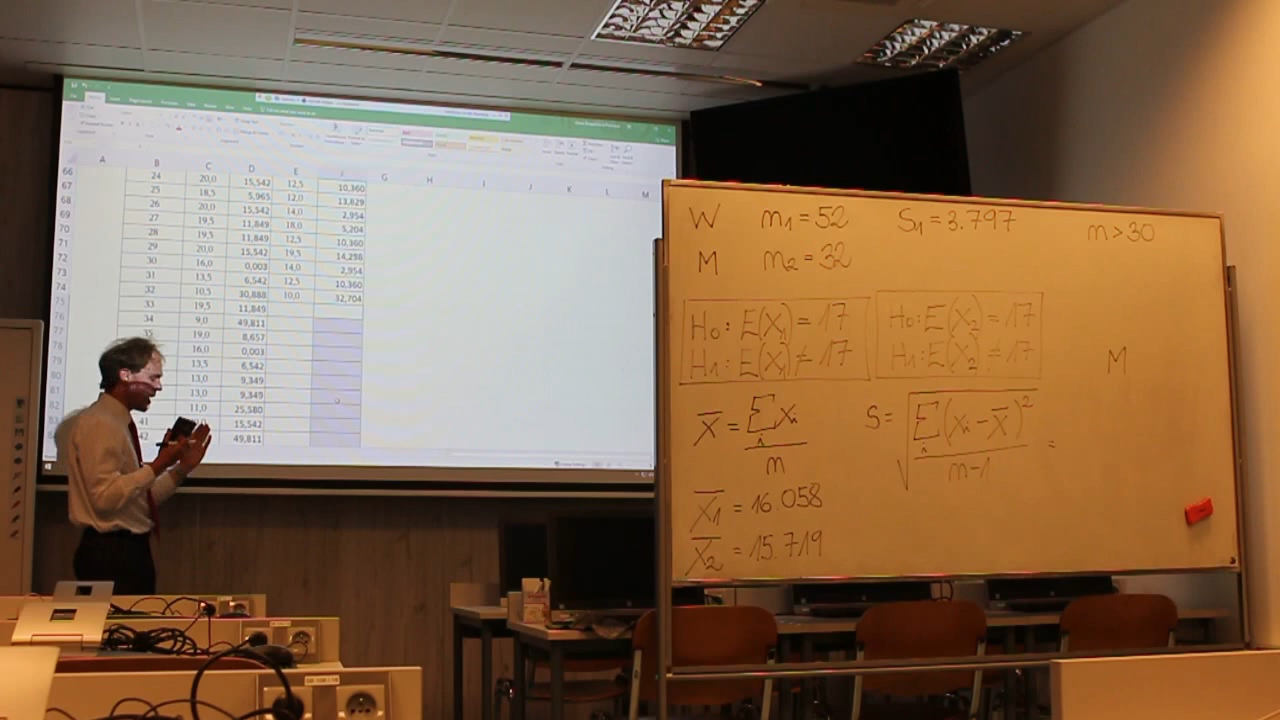 A B C D E G H I J K L M
66 24 20,0 15,542 12,5 10,360
67 25 18,5 5,965 12,0 13,829
68 26 20,0 15,542 14,0 2,954
69 27 19,5 11,849 18,0 5,204
70 28 19,5 11,849 12,5 10,360
71 29 20,0 15,542 19,5 14,298
72 30 16,0 0,003 14,0 2,954
73 31 13,5 6,542 12,5 10,360
74 32 10,5 30,888 10,0 32,704
75 33 19,5 11,849
76 34 9,0 49,811
77 35 19,0 8,657
78 16,0 0,003
79 13,5 6,542
80 13,0 9,349
81 13,0 9,349
82 11,0 25,580
83 41 15,542
42 49,811
W m₁ = 52 S₁ = 3.797 m > 30
M m₂ = 32
H₀: E(X₁) = 17 H₀: E(X₂) = 17
H₁: E(X₁) ≠ 17 H₁: E(X₂) ≠ 17
M
X̄ = Σᵢ xᵢ / m S = √(Σᵢ (xᵢ - x̄)² / m-1) =
X̄₁ = 16.058
X̄₂ = 15.719